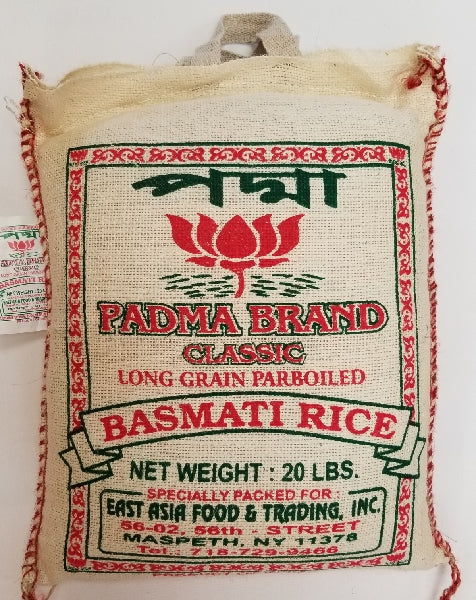 পদ্মা
PADMA BRAND
CLASSIC
LONG GRAIN PARBOILED
BASMATI RICE
NET WEIGHT : 20 LBS.
SPECIALLY PACKED FOR :
EAST ASIA FOOD & TRADING, INC.
56-02, 56th - STREET
MASPETH, NY 11378
Tel : 718-729-9466
পদ্মা